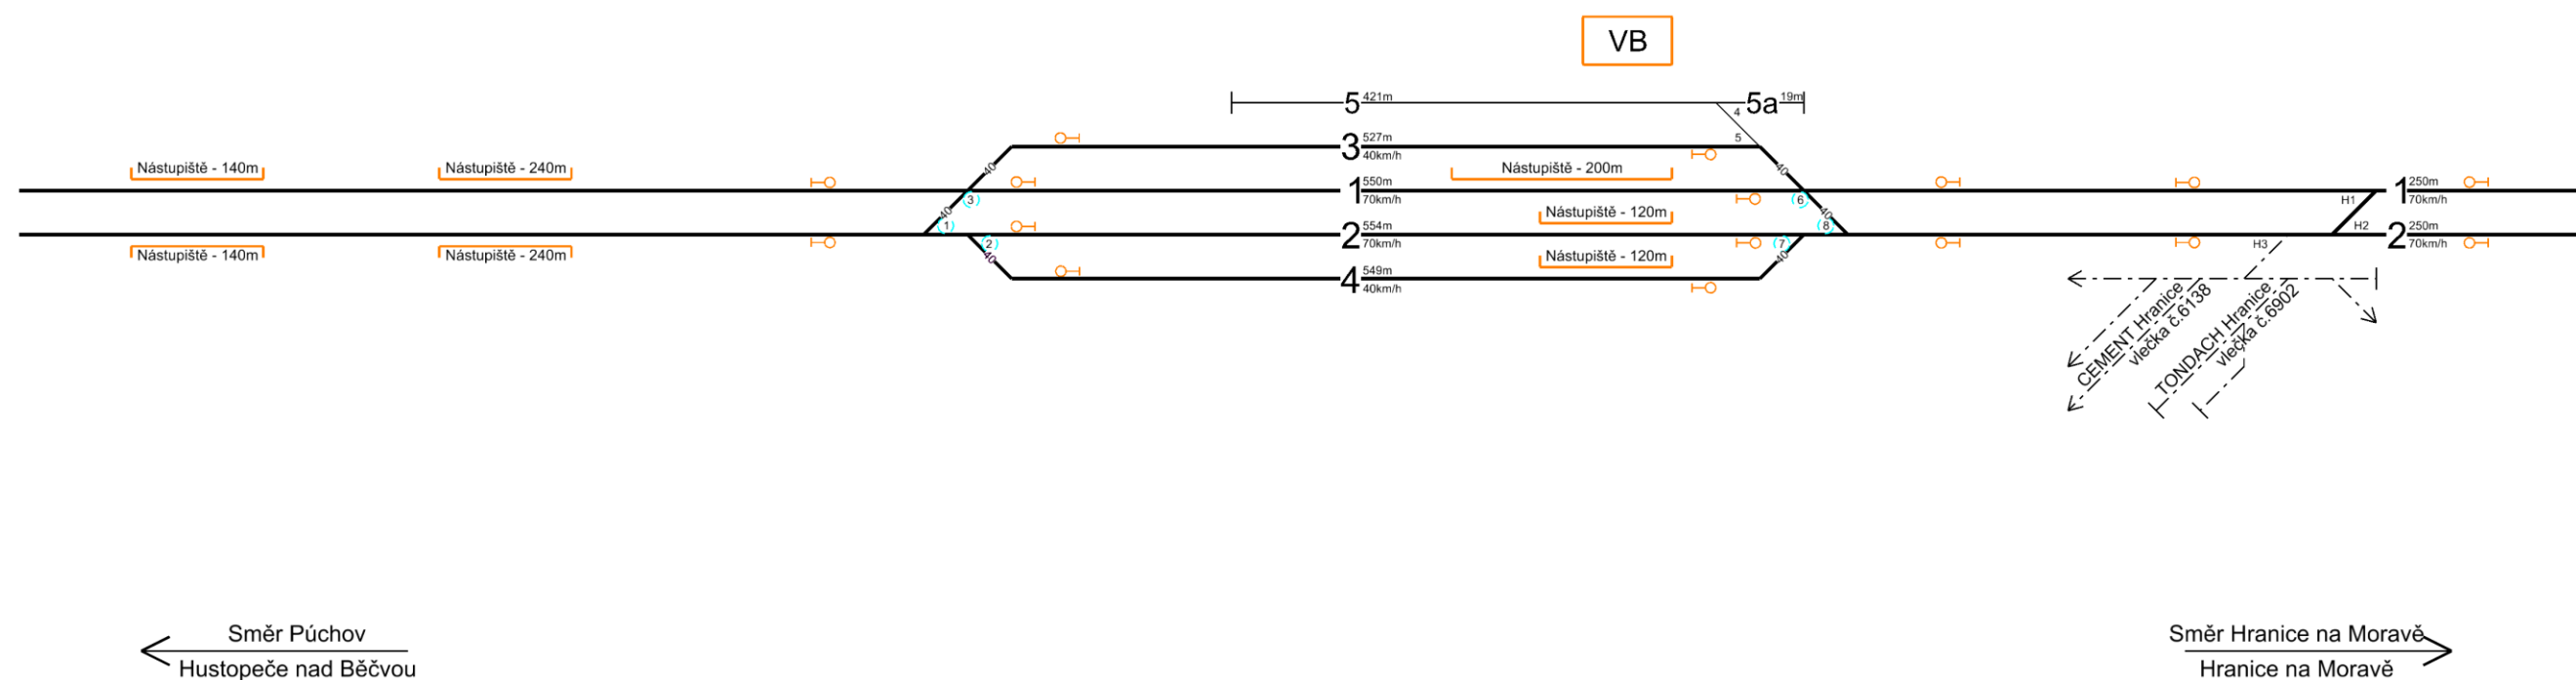 VB
5 421m
5a 19m
4
3 527m
40km/h
5
40
40
Nástupiště - 140m
Nástupiště - 240m
Nástupiště - 200m
1 550m
70km/h
3
6
H1
1 250m
70km/h
40
1
Nástupiště - 120m
40
8
H2
2 554m
70km/h
2
7
H3
2 250m
70km/h
Nástupiště - 140m
Nástupiště - 240m
40
Nástupiště - 120m
40
4 549m
40km/h
CEMENT Hranice
vlečka č.6138
TONDACH Hranice
vlečka č.6902
Směr Púchov
Hustopeče nad Běčvou
Směr Hranice na Moravě
Hranice na Moravě